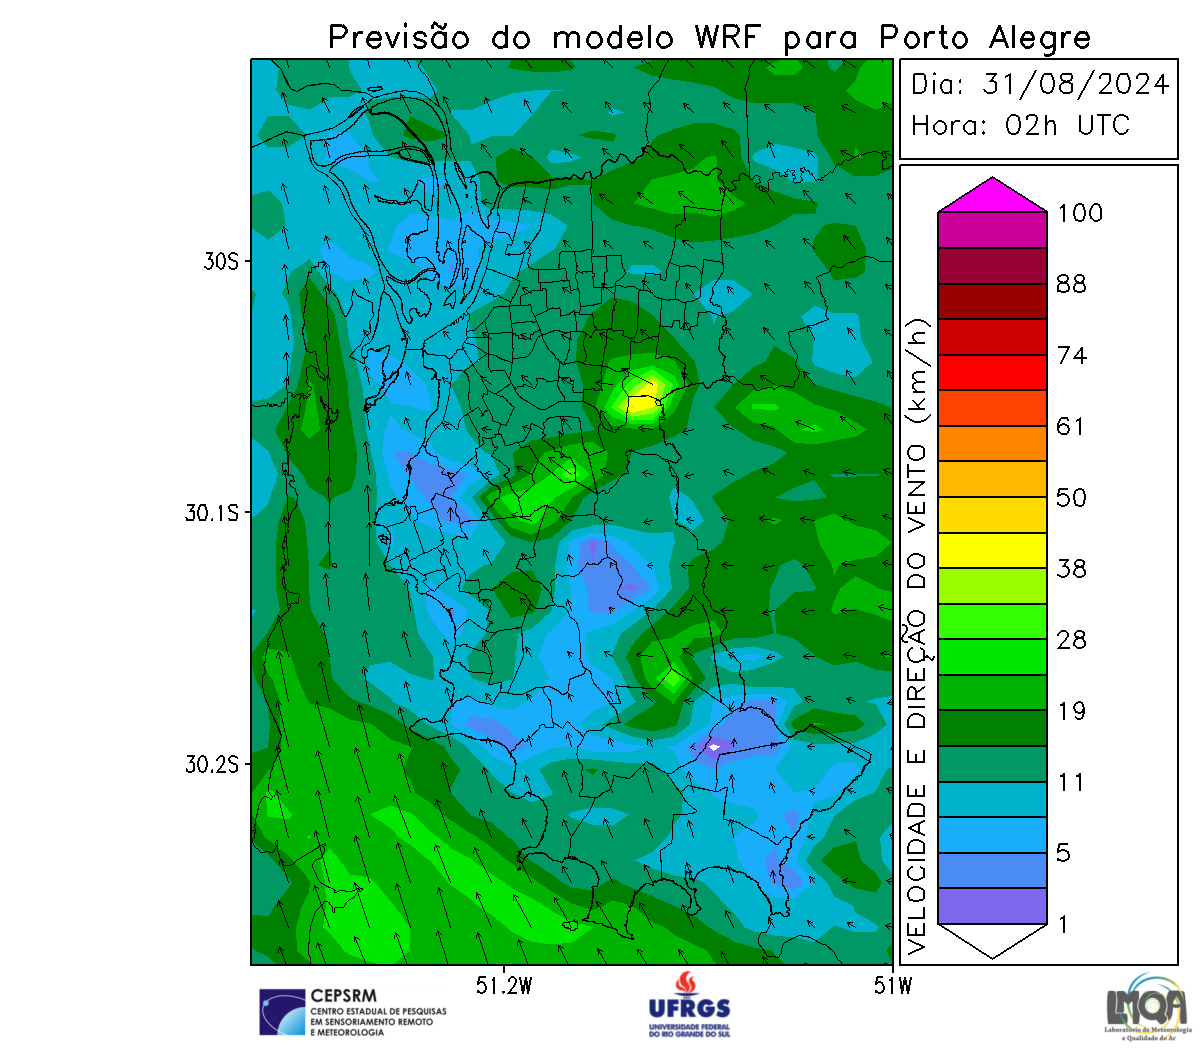 Previsão do modelo WRF para Porto Alegre
Dia: 31/08/2024
Hora: 02h UTC
30S
30.1S
30.2S
51.2W
51W
VELOCIDADE E DIREÇÃO DO VENTO (km/h)
100
88
74
61
50
38
28
19
11
5
1
CEPSRM
CENTRO ESTADUAL DE PESQUISAS
EM SENSORIAMENTO REMOTO
E METEOROLOGIA
UFRGS
UNIVERSIDADE FEDERAL
DO RIO GRANDE DO SUL
LMQA
Laboratório de Meteorologia
e Qualidade do Ar